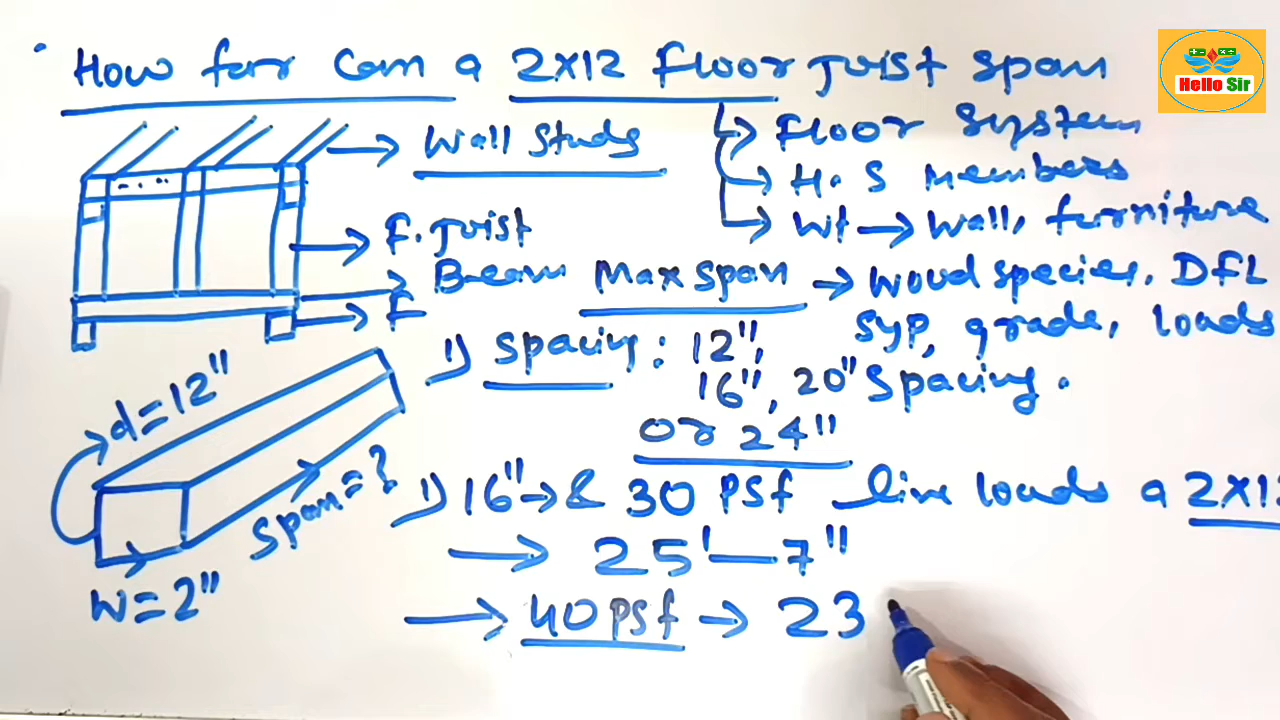 How far can a 2x12 floor joist span
Hello Sir
→ Wall Studs
→ Floor System
→ H.S Members
→ Wt → Wall, furniture
→ F. Joist
→ Beam
→ F
Max span → Wood species, DFL
SYP, grade, loads
1) Spacing: 12",
16", 20" Spacing.
or 24"
d=12"
Span=?
W=2"
1) 16" → & 30 PSf live loads a 2x12
→ 25'—7"
→ 40 PSf → 23